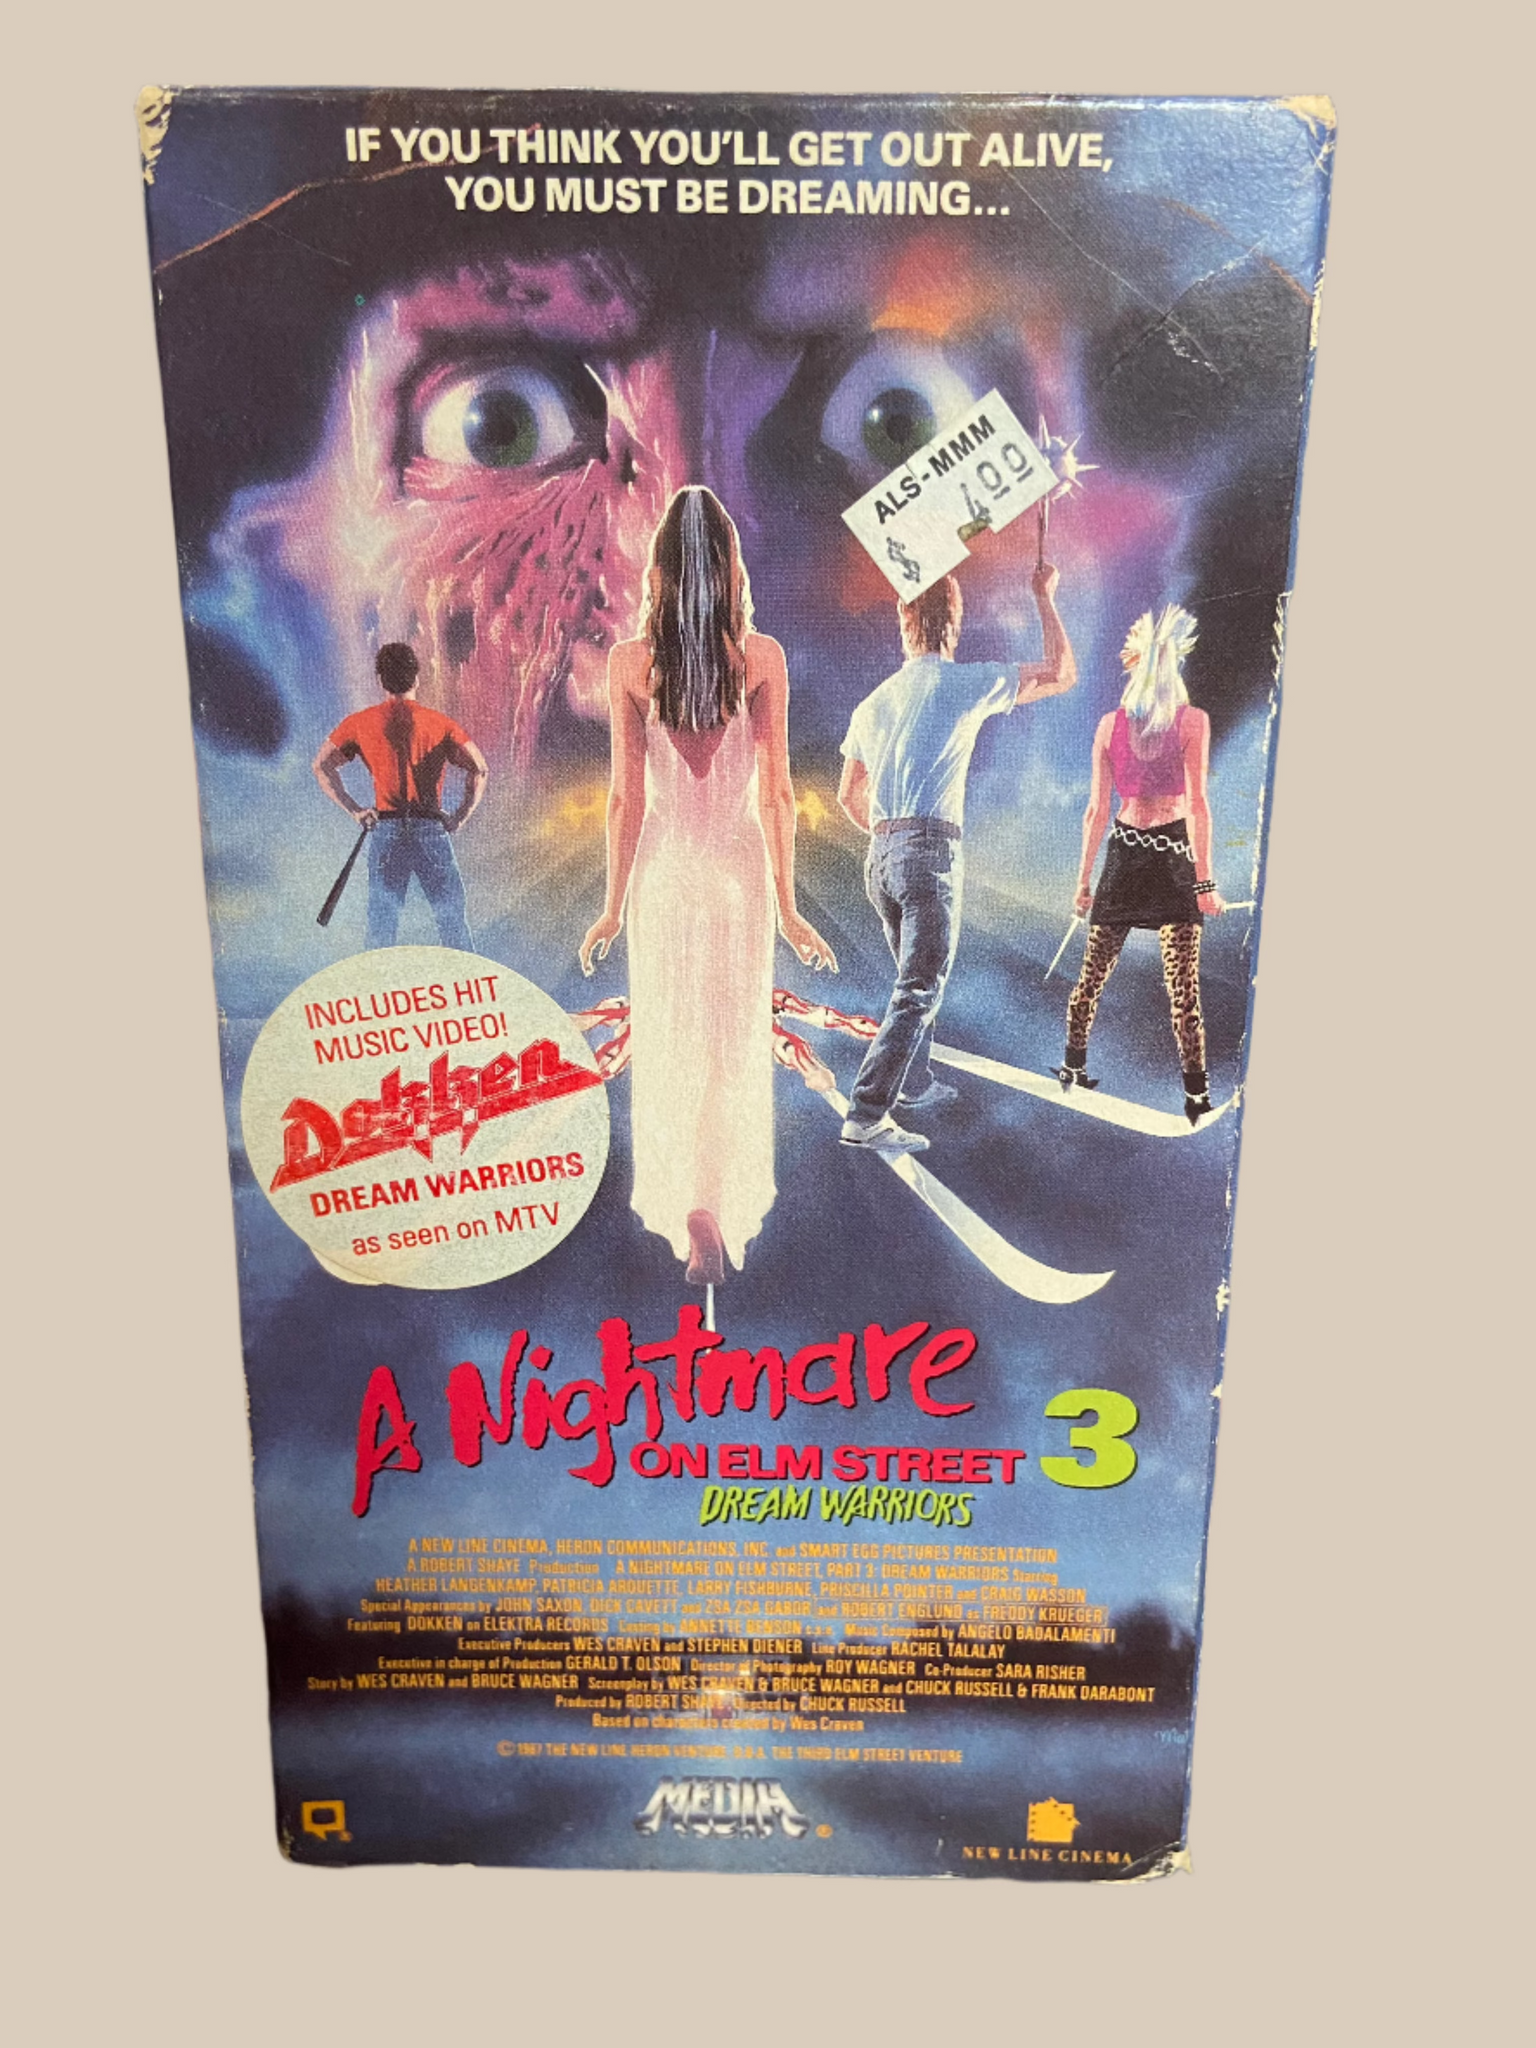 IF YOU THINK YOU'LL GET OUT ALIVE,
YOU MUST BE DREAMING...
ALS-MMM
$ 400
INCLUDES HIT
MUSIC VIDEO!
Dokken
DREAM WARRIORS
as seen on MTV
A Nightmare
ON ELM STREET 3
DREAM WARRIORS
A NEW LINE CINEMA, HERON COMMUNICATIONS, INC. and SMART EGG PICTURES PRESENTATION
A ROBERT SHAYE Production A NIGHTMARE ON ELM STREET, PART 3: DREAM WARRIORS Starring
HEATHER LANGENKAMP, PATRICIA ARQUETTE, LARRY FISHBURNE, PRISCILLA POINTER and CRAIG WASSON
Special Appearances by JOHN SAXON, DICK CAVETT and ZSA ZSA GABOR and ROBERT ENGLUND as FREDDY KRUEGER
Featuring DOKKEN on ELEKTRA RECORDS Casting by ANNETTE BENSON c.s.a. Music Composed by ANGELO BADALAMENTI
Executive Producers WES CRAVEN and STEPHEN DIENER Line Producer RACHEL TALALAY
Executive in charge of Production GERALD T. OLSON Director of Photography ROY WAGNER Co-Producer SARA RISHER
Story by WES CRAVEN and BRUCE WAGNER Screenplay by WES CRAVEN & BRUCE WAGNER and CHUCK RUSSELL & FRANK DARABONT
Produced by ROBERT SHAYE Directed by CHUCK RUSSELL
Based on characters created by Wes Craven
© 1987 THE NEW LINE HERON VENTURE, THE THIRD ELM STREET VENTURE
MEDIA ®
NEW LINE CINEMA